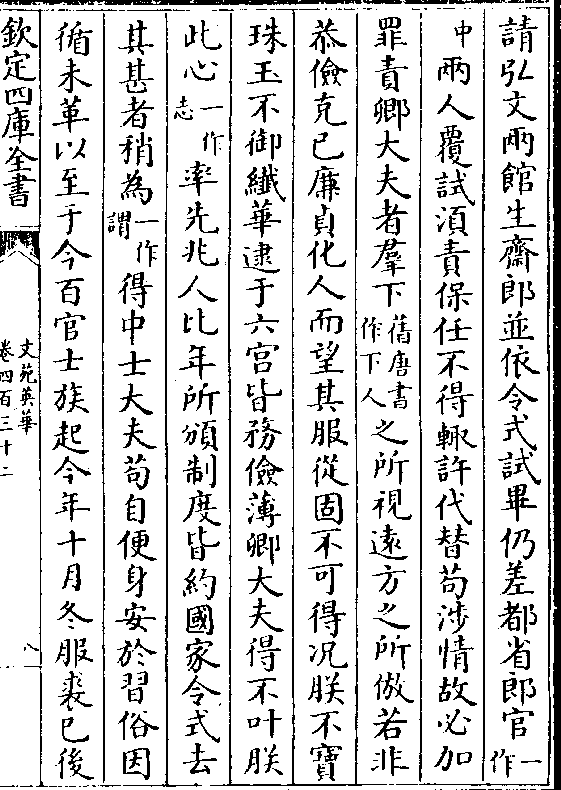 請弘文兩館生齋郎並依令式試畢仍差都省郎官一作
中兩人覆試須責保任不得輙許代替茍涉情故必加
罪責卿大夫者羣下舊唐書作下人之所視遠方之所倣若非
恭儉克已廉貞化人而望其服從固不可得况朕不寶
珠玉不御纖華逮于六宫皆務儉薄卿大夫得不叶朕
此心一作志率先兆人比年所頒制度皆約國家令式去
其甚者稍為一作謂得中士大夫茍自便身安於習俗因
循未革以至于今百官士族起今年十月冬服裘已後
欽定四庫全書
文苑英華
卷四百三十二
八